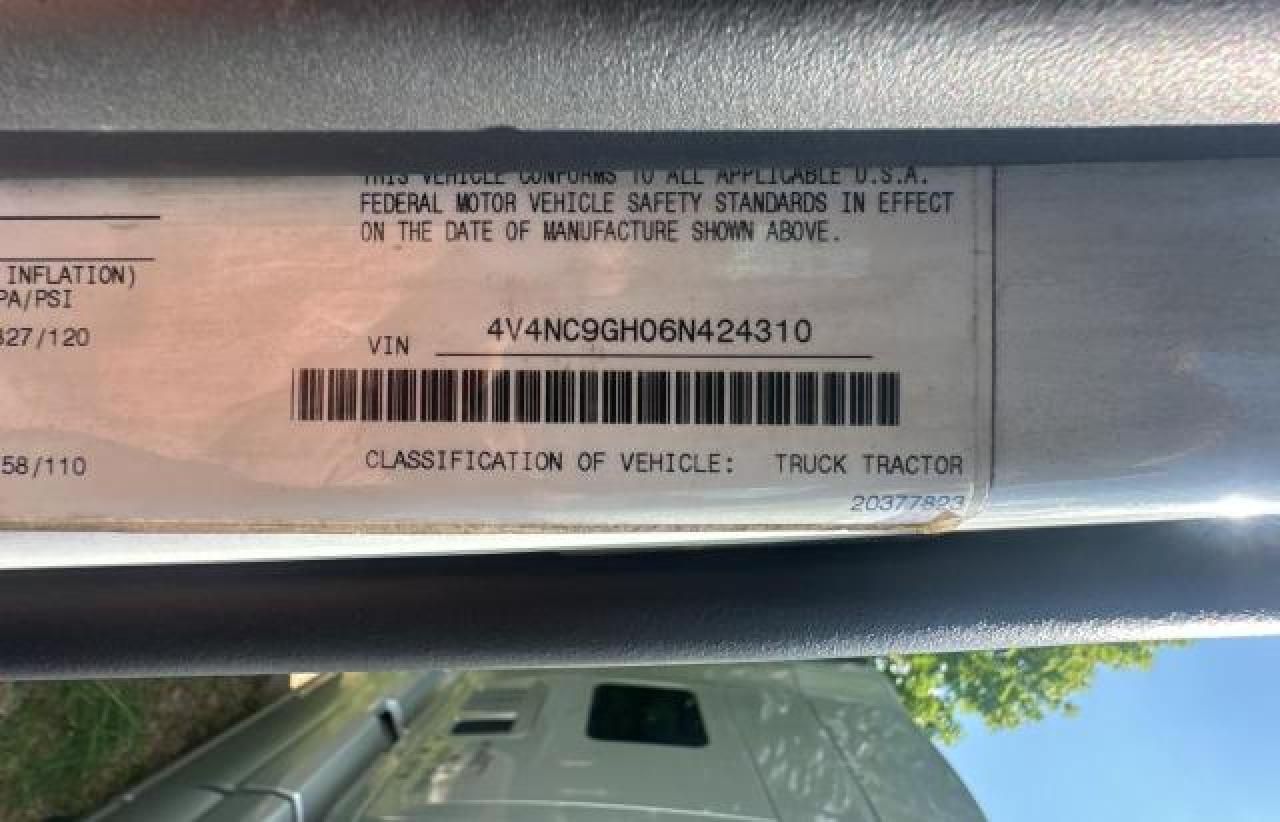 THIS VEHICLE CONFORMS TO ALL APPLICABLE U.S.A.
FEDERAL MOTOR VEHICLE SAFETY STANDARDS IN EFFECT
ON THE DATE OF MANUFACTURE SHOWN ABOVE.
INFLATION)
PA/PSI
827/120
VIN 4V4NC9GH06N424310
58/110
CLASSIFICATION OF VEHICLE: TRUCK TRACTOR
20377823